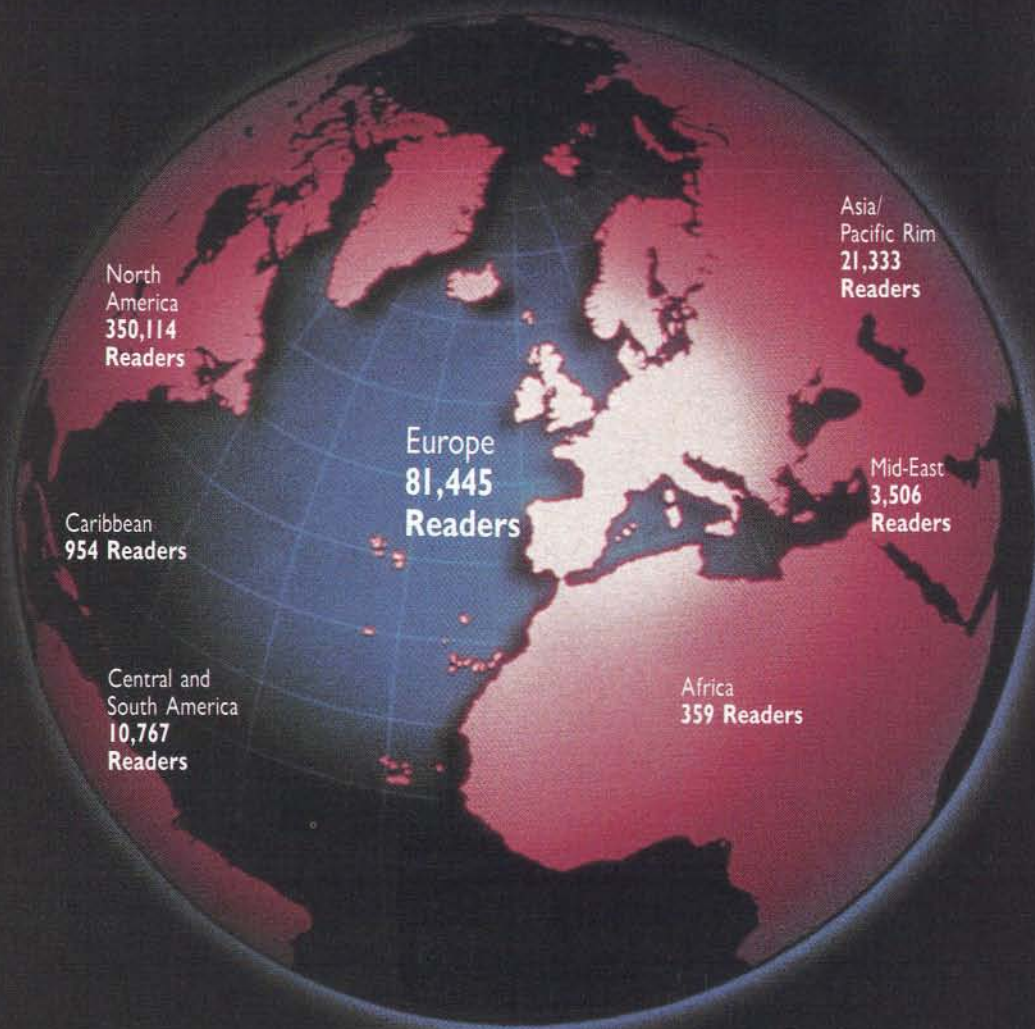 North
America
350,114
Readers
Asia/
Pacific Rim
21,333
Readers
Europe
81,445
Readers
Mid-East
3,506
Readers
Caribbean
954 Readers
Central and
South America
10,767
Readers
Africa
359 Readers